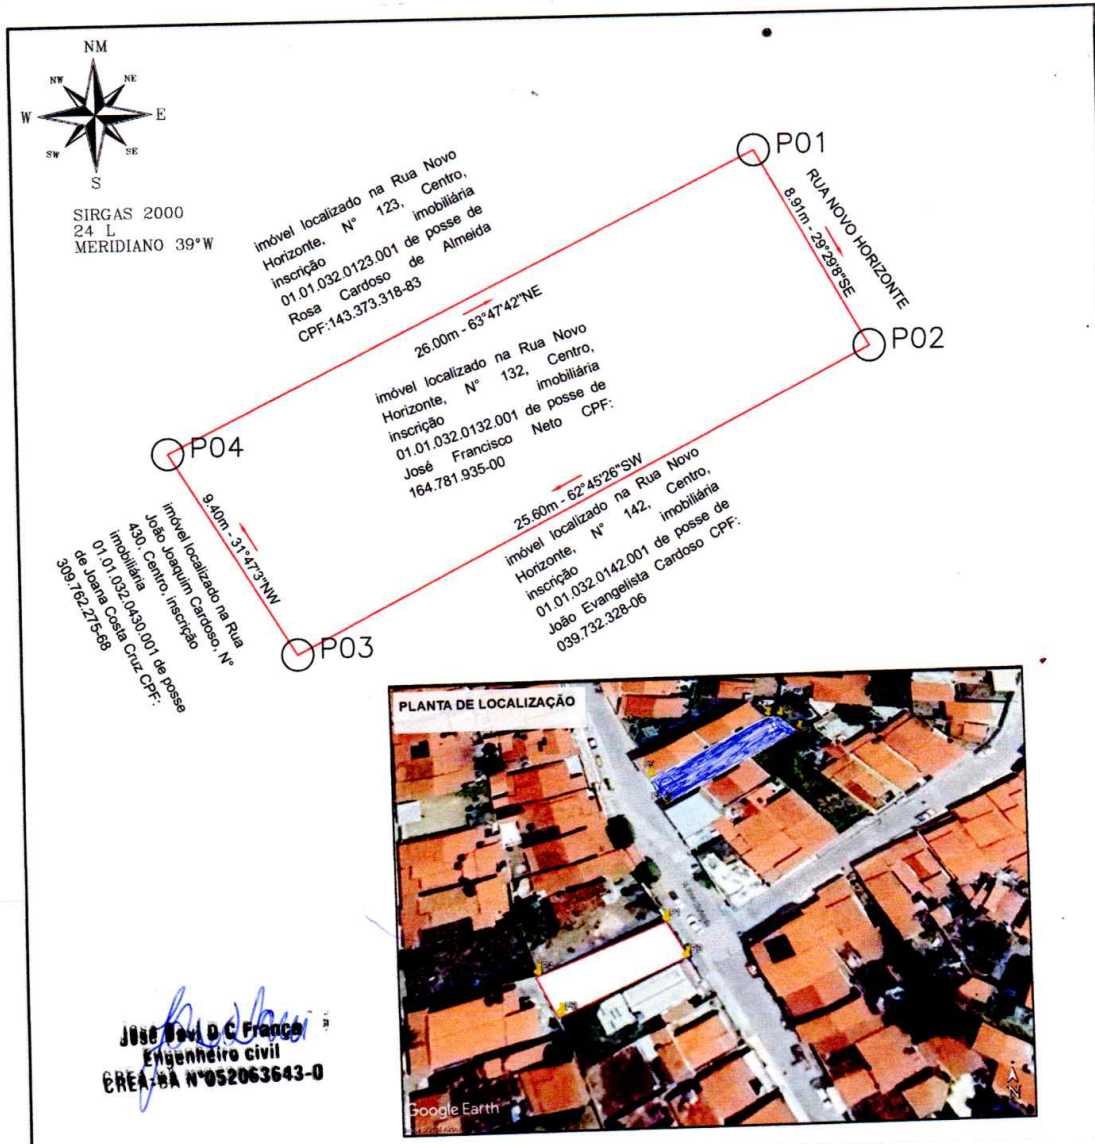 NM
NW
NE
W
E
SW
SE
S
SIRGAS 2000
24 L
MERIDIANO 39°W
imóvel localizado na Rua Novo
Horizonte, N° 123, Centro,
inscrição imobiliária
01.01.032.0123.001 de posse de
Rosa Cardoso de Almeida
CPF:143.373.318-83
26.00m - 63°47'42"NE
P01
RUA NOVO HORIZONTE
8.91m - 29°29'8"SE
P02
imóvel localizado na Rua Novo
Horizonte, N° 132, Centro,
inscrição imobiliária
01.01.032.0132.001 de posse de
José Francisco Neto CPF:
164.781.935-00
P04
9.40m - 31°47'3"NW
imóvel localizado na Rua
João Joaquim Cardoso, N°
430, Centro, inscrição
imobiliária
01.01.032.0430.001 de posse
de Joana Costa Cruz CPF:
309.762.275-68
25.60m - 62°45'26"SW
imóvel localizado na Rua Novo
Horizonte, N° 142, Centro,
inscrição imobiliária
01.01.032.0142.001 de posse de
João Evangelista Cardoso CPF:
039.732.328-06
P03
PLANTA DE LOCALIZAÇÃO
Google Earth
N
José Davi D C França
Engenheiro civil
CREA-BA N°052063643-0